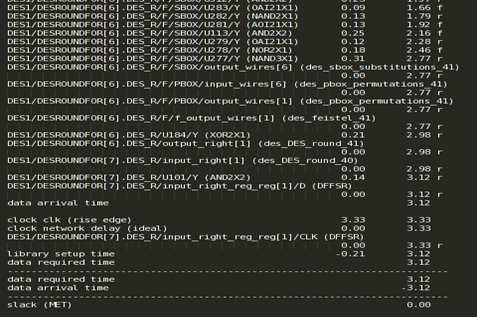 DES1/DESROUNDFOR[6].DES_R/F/SBOX/U283/Y (OAI21X1) 0.09 1.66 f
DES1/DESROUNDFOR[6].DES_R/F/SBOX/U282/Y (NAND2X1) 0.13 1.79 r
DES1/DESROUNDFOR[6].DES_R/F/SBOX/U281/Y (AOI21X1) 0.13 1.92 f
DES1/DESROUNDFOR[6].DES_R/F/SBOX/U113/Y (AND2X2) 0.25 2.16 f
DES1/DESROUNDFOR[6].DES_R/F/SBOX/U279/Y (OAI21X1) 0.12 2.28 r
DES1/DESROUNDFOR[6].DES_R/F/SBOX/U278/Y (NOR2X1) 0.18 2.46 f
DES1/DESROUNDFOR[6].DES_R/F/SBOX/U277/Y (NAND3X1) 0.31 2.77 r
DES1/DESROUNDFOR[6].DES_R/F/SBOX/output_wires[6] (des_sbox_substitutions_41)
0.00 2.77 r
DES1/DESROUNDFOR[6].DES_R/F/PBOX/input_wires[6] (des_pbox_permutations_41)
0.00 2.77 r
DES1/DESROUNDFOR[6].DES_R/F/PBOX/output_wires[1] (des_pbox_permutations_41)
0.00 2.77 r
DES1/DESROUNDFOR[6].DES_R/F/f_output_wires[1] (des_feistel_41)
0.00 2.77 r
DES1/DESROUNDFOR[6].DES_R/U184/Y (XOR2X1) 0.21 2.98 r
DES1/DESROUNDFOR[6].DES_R/output_right[1] (des_DES_round_41)
0.00 2.98 r
DES1/DESROUNDFOR[7].DES_R/input_right[1] (des_DES_round_40)
0.00 2.98 r
DES1/DESROUNDFOR[7].DES_R/U101/Y (AND2X2) 0.14 3.12 r
DES1/DESROUNDFOR[7].DES_R/input_right_reg_reg[1]/D (DFFSR)
0.00 3.12 r
data arrival time 3.12
clock clk (rise edge) 3.33 3.33
clock network delay (ideal) 0.00 3.33
DES1/DESROUNDFOR[7].DES_R/input_right_reg_reg[1]/CLK (DFFSR)
0.00 3.33 r
library setup time -0.21 3.12
data required time 3.12
data required time 3.12
data arrival time -3.12
slack (MET) 0.00